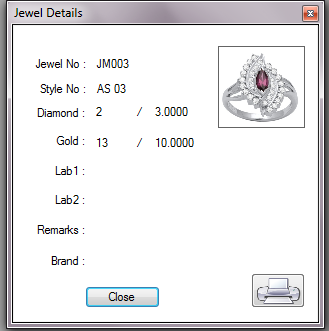 Jewel Details
Jewel No : JM003
Style No : AS 03
Diamond : 2 / 3.0000
Gold : 13 / 10.0000
Lab1 :
Lab2 :
Remarks :
Brand :
Close